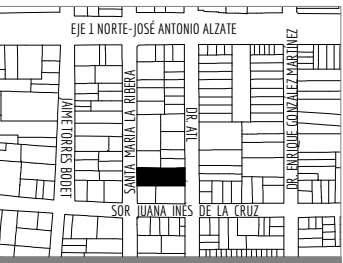 EJE 1 NORTE-JOSÉ ANTONIO ALZATE
JAIME TORRES BODET
SANTA MARIA LA RIBERA
DR. ATL
DR. ENRIQUE GONZÁLEZ MARTÍNEZ
SOR JUANA INÉS DE LA CRUZ